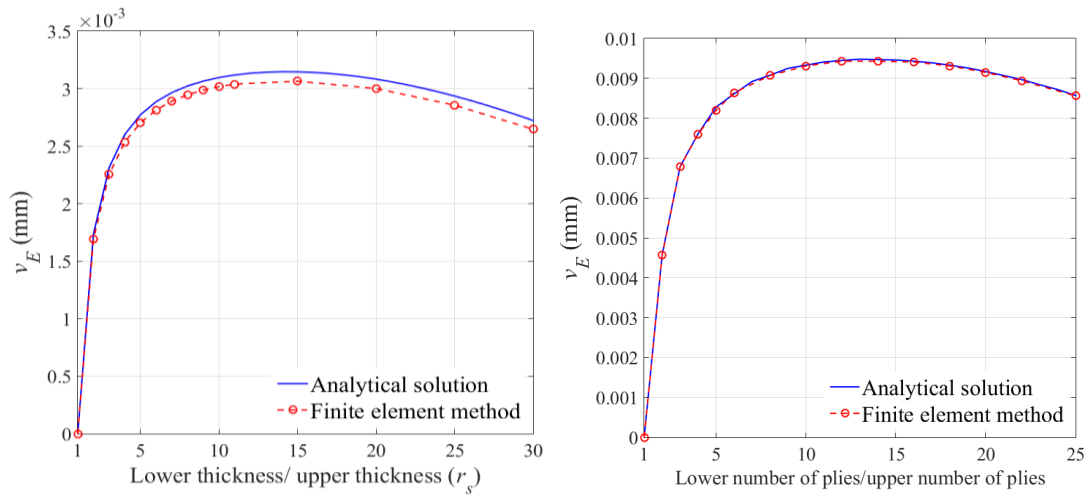 ×10⁻³
3.5
3
2.5
2
1.5
1
0.5
0
v_E (mm)
1 5 10 15 20 25 30
Lower thickness/ upper thickness (r_s)
Analytical solution
Finite element method
0.01
0.009
0.008
0.007
0.006
0.005
0.004
0.003
0.002
0.001
0
v_E (mm)
1 5 10 15 20 25
Lower number of plies/upper number of plies
Analytical solution
Finite element method